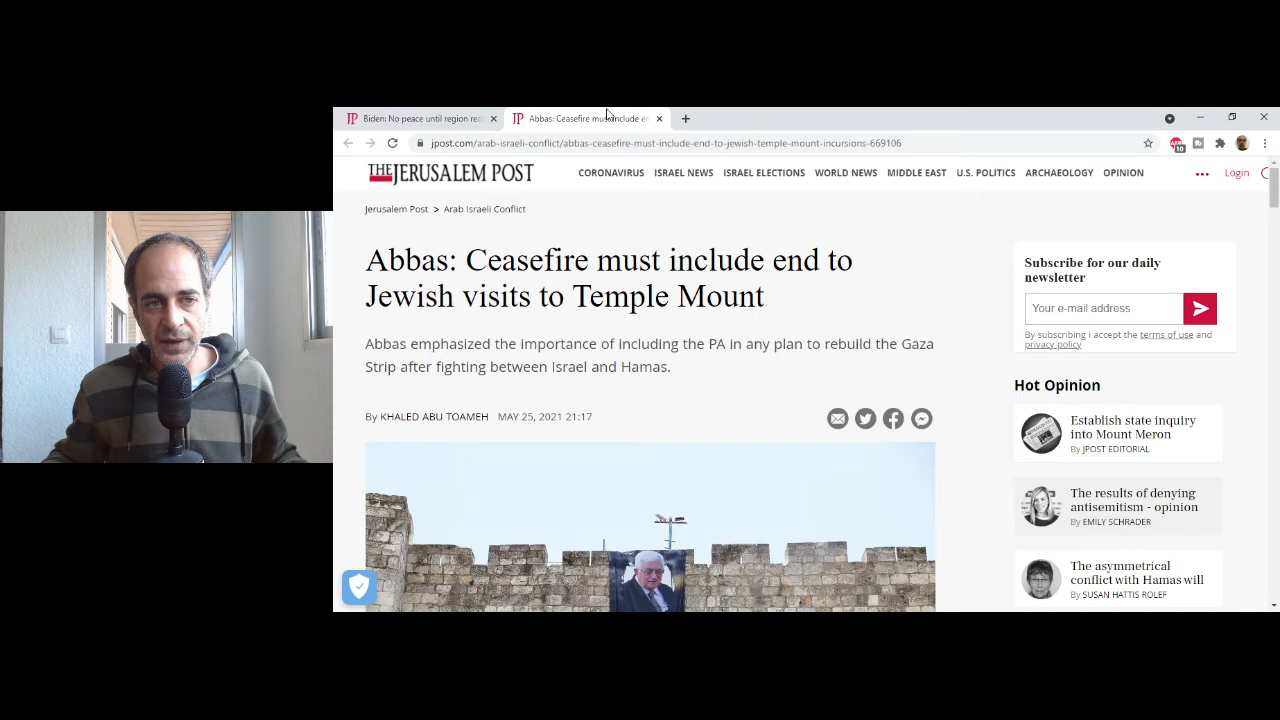 Biden: No peace until region rec
Abbas: Ceasefire must include en
jpost.com/arab-israeli-conflict/abbas-ceasefire-must-include-end-to-jewish-temple-mount-incursions-669106
10
THE JERUSALEM POST
CORONAVIRUS ISRAEL NEWS ISRAEL ELECTIONS WORLD NEWS MIDDLE EAST U.S. POLITICS ARCHAEOLOGY OPINION
Login
Jerusalem Post > Arab Israeli Conflict
Abbas: Ceasefire must include end to
Jewish visits to Temple Mount
Abbas emphasized the importance of including the PA in any plan to rebuild the Gaza
Strip after fighting between Israel and Hamas.
By KHALED ABU TOAMEH MAY 25, 2021 21:17
Subscribe for our daily
newsletter
Your e-mail address
By subscribing I accept the terms of use and
privacy policy
Hot Opinion
Establish state inquiry
into Mount Meron
By JPOST EDITORIAL
The results of denying
antisemitism - opinion
By EMILY SCHRADER
The asymmetrical
conflict with Hamas will
By SUSAN HATTIS ROLEF